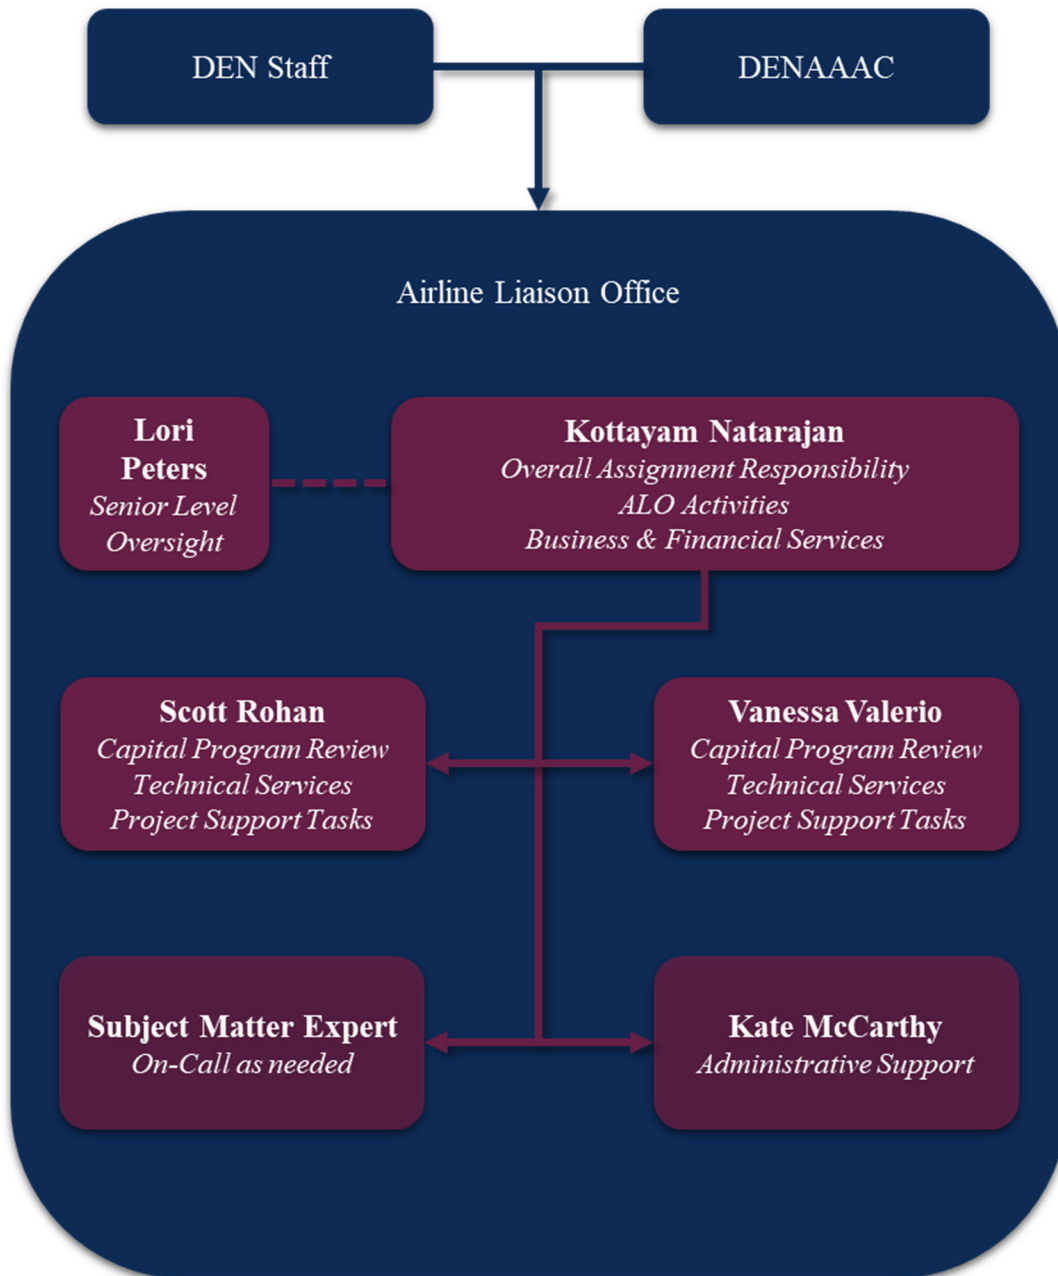 DEN Staff
DENAAAC
Airline Liaison Office
Lori
Peters
Senior Level
Oversight
Kottayam Natarajan
Overall Assignment Responsibility
ALO Activities
Business & Financial Services
Scott Rohan
Capital Program Review
Technical Services
Project Support Tasks
Vanessa Valerio
Capital Program Review
Technical Services
Project Support Tasks
Subject Matter Expert
On-Call as needed
Kate McCarthy
Administrative Support